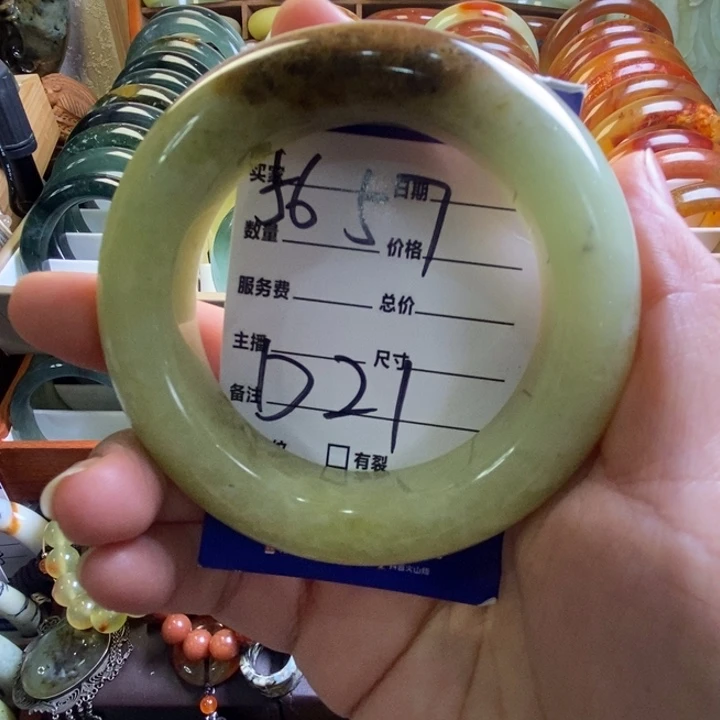 买家 日期
56 57
数量 价格
服务费 总价
主播 尺寸
D21
备注
有裂